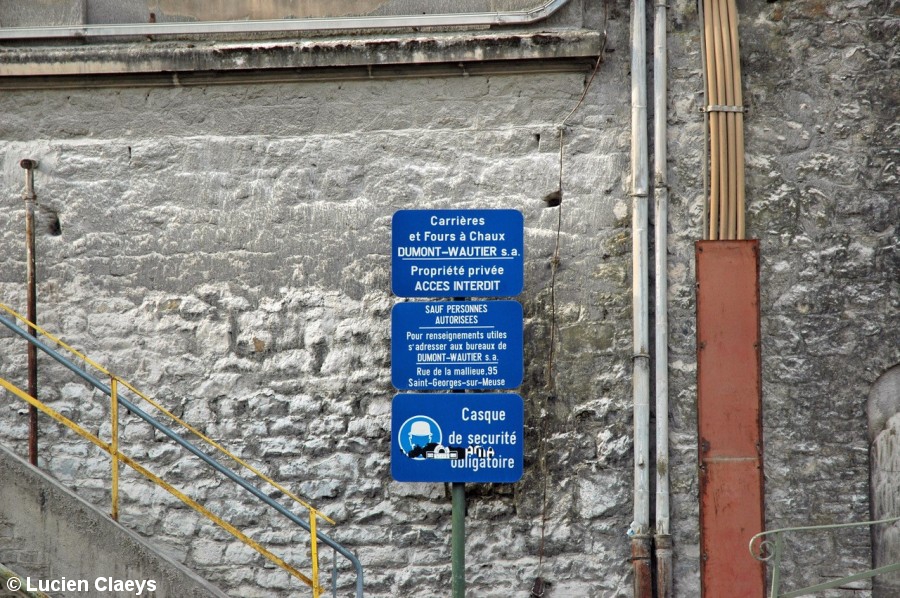 Carrières
et Fours à Chaux
DUMONT-WAUTIER s.a.
Propriété privée
ACCES INTERDIT
SAUF PERSONNES
AUTORISEES
Pour renseignements utiles
s'adresser aux bureaux de
DUMONT-WAUTIER s.a.
Rue de la mallieue,95
Saint-Georges-sur-Meuse
Casque
de securité
obligatoire
© Lucien Claeys